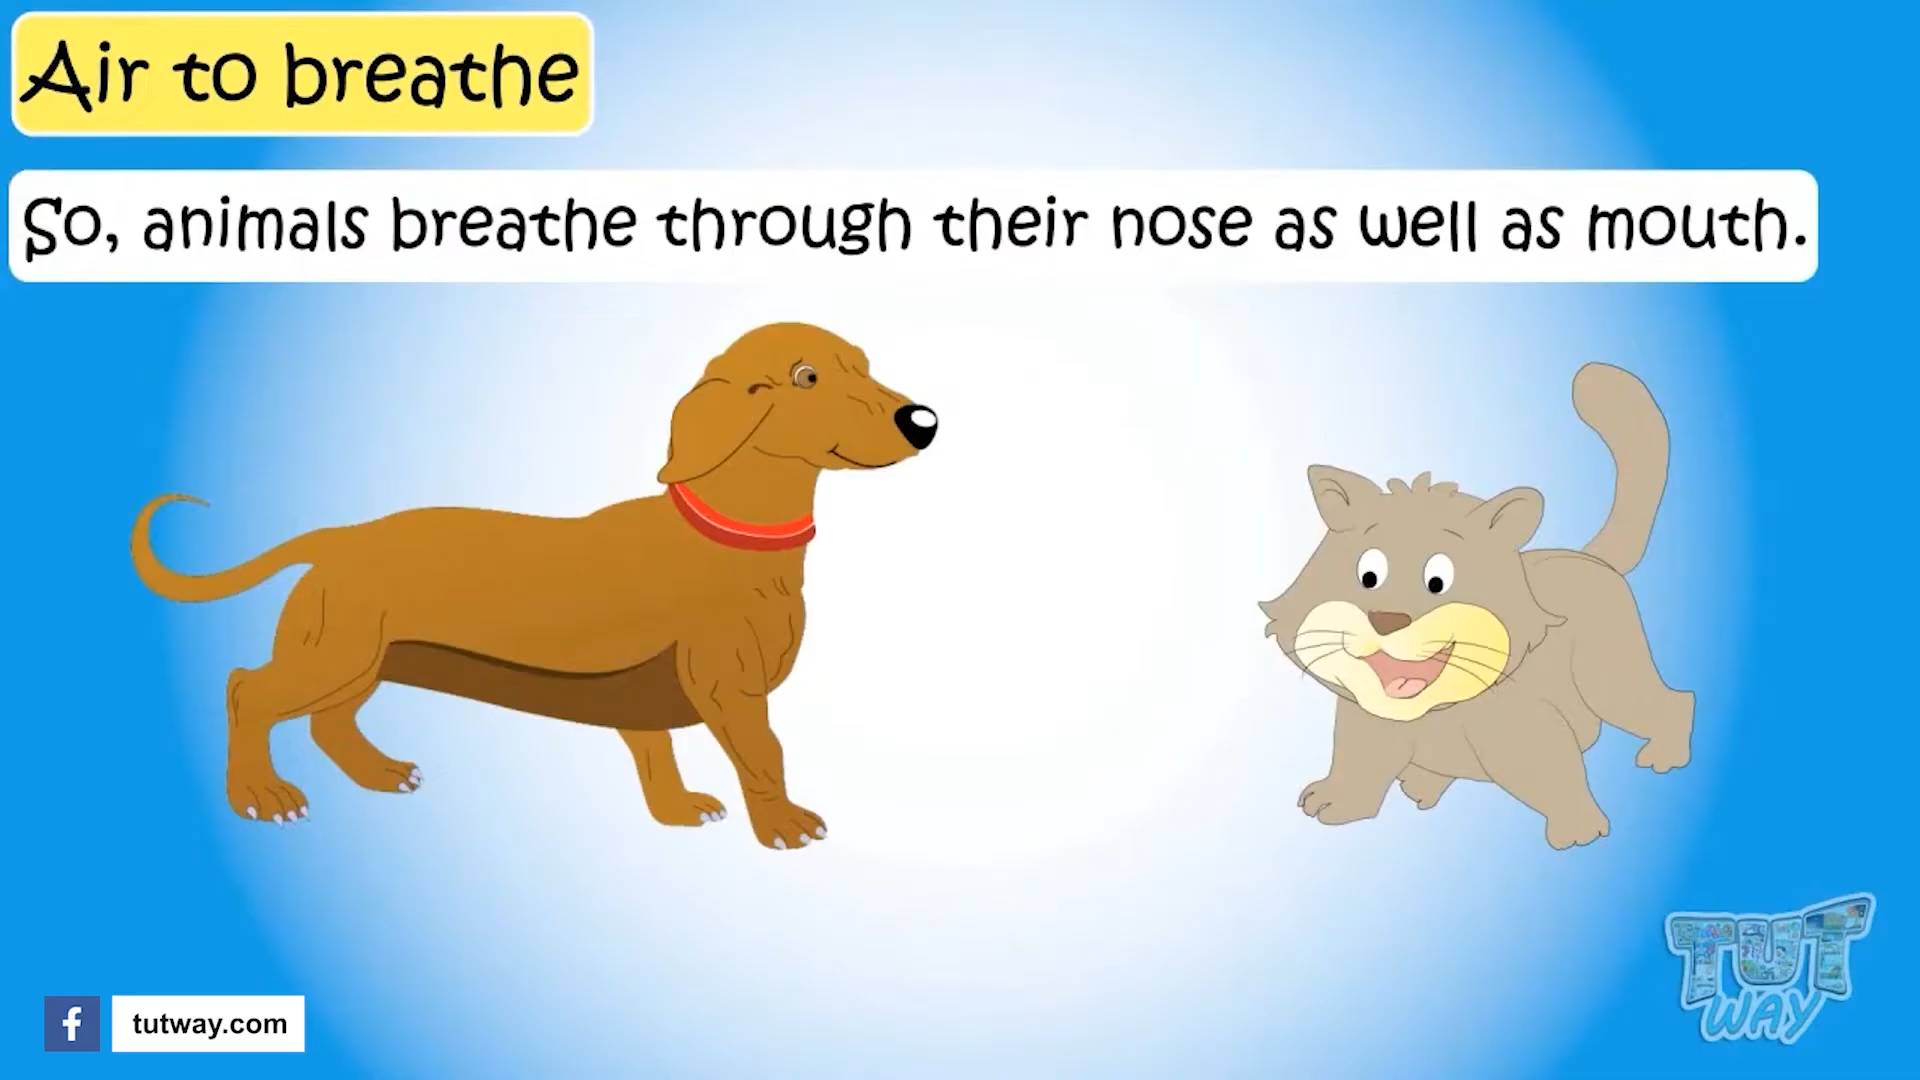 Air to breathe
So, animals breathe through their nose as well as mouth.
TUT
WAY
f tutway.com